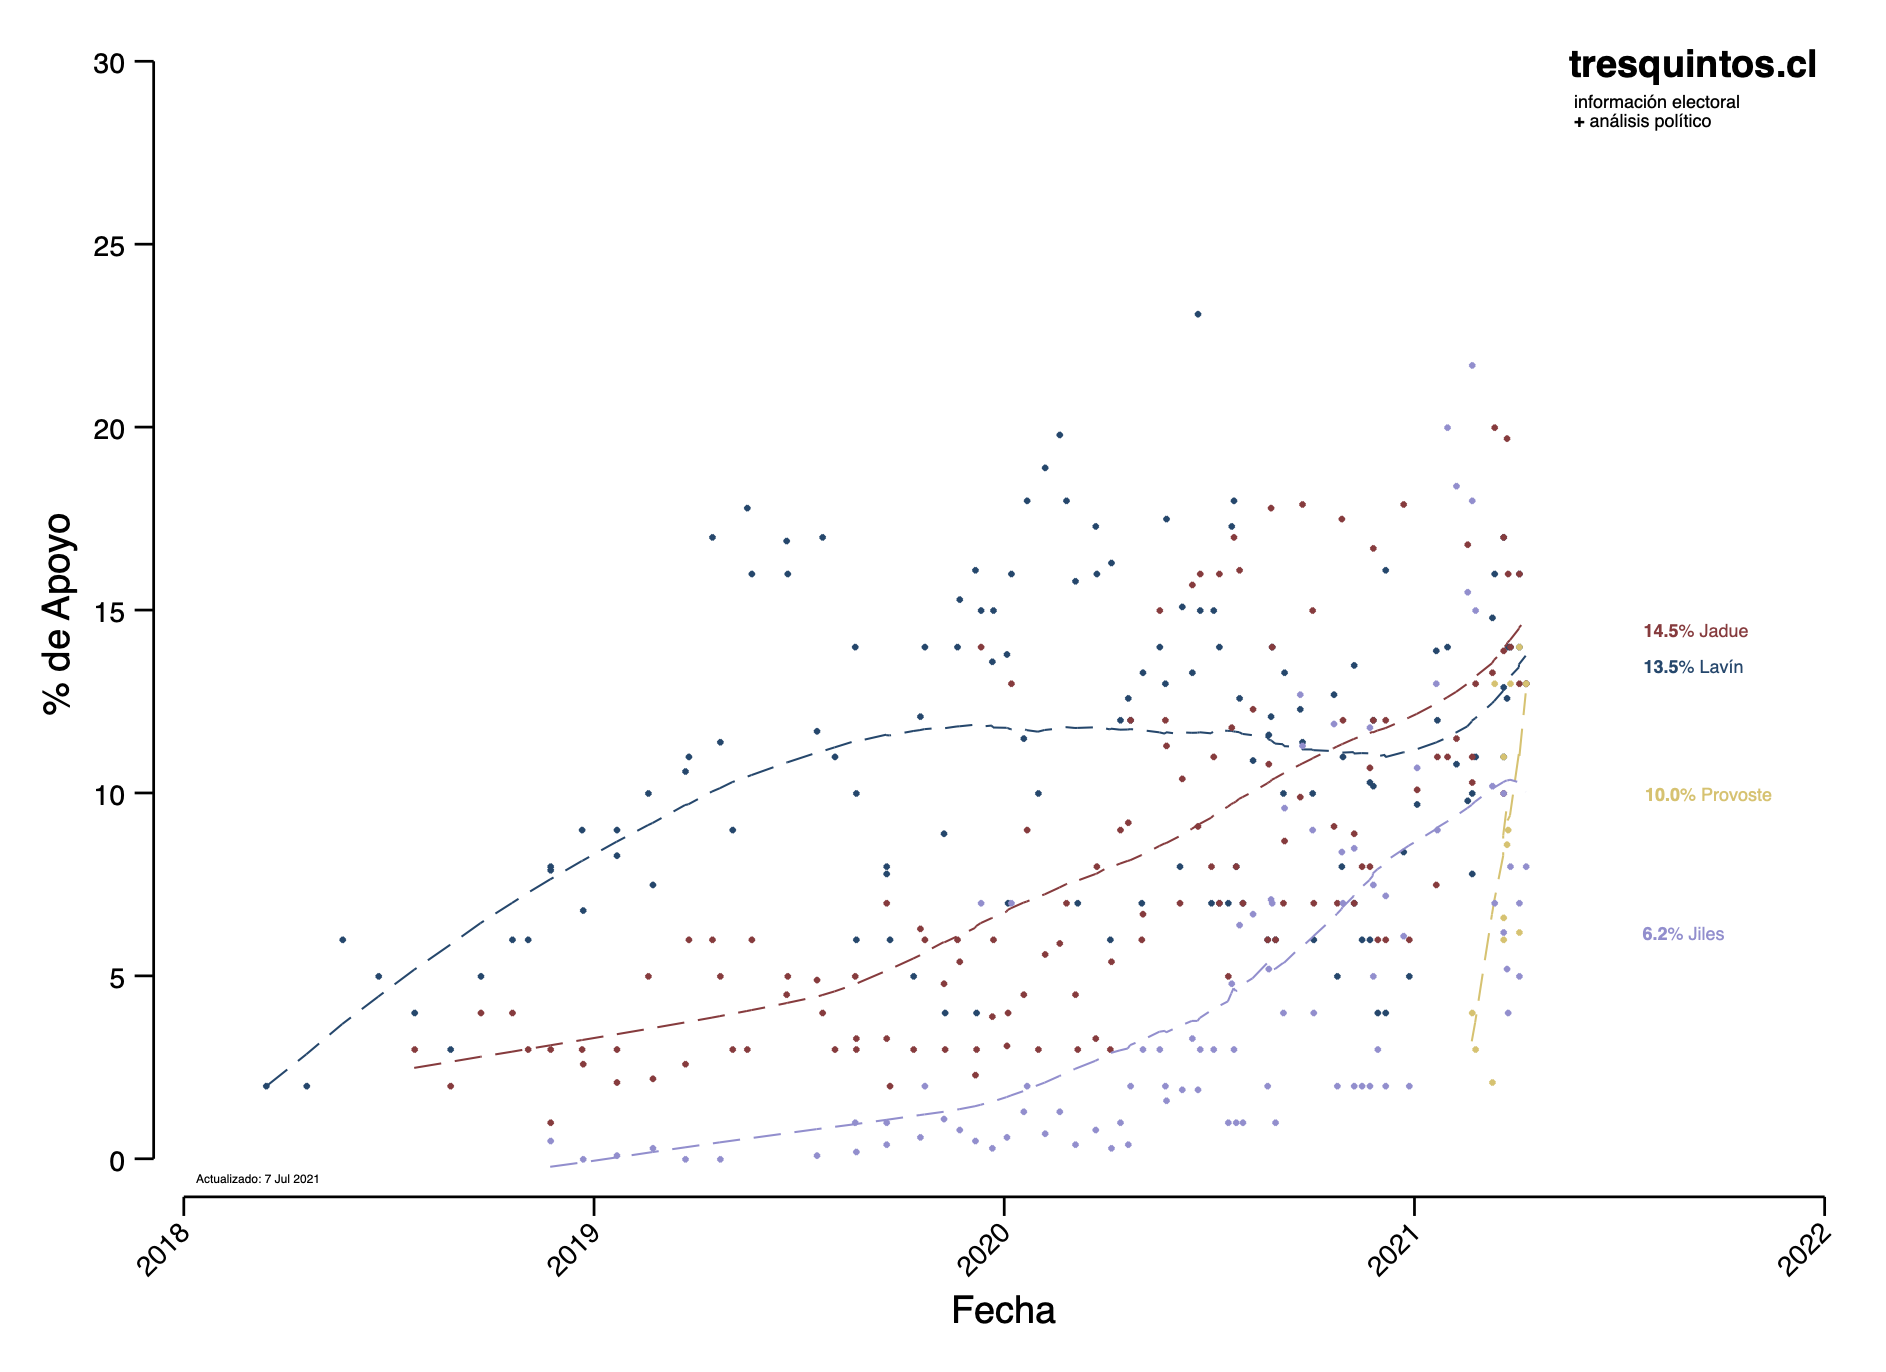 tresquintos.cl
información electoral
+ análisis político
30
25
20
15
10
5
0
% de Apoyo
14.5% Jadue
13.5% Lavín
10.0% Provoste
6.2% Jiles
Actualizado: 7 Jul 2021
2018
2019
2020
2021
2022
Fecha